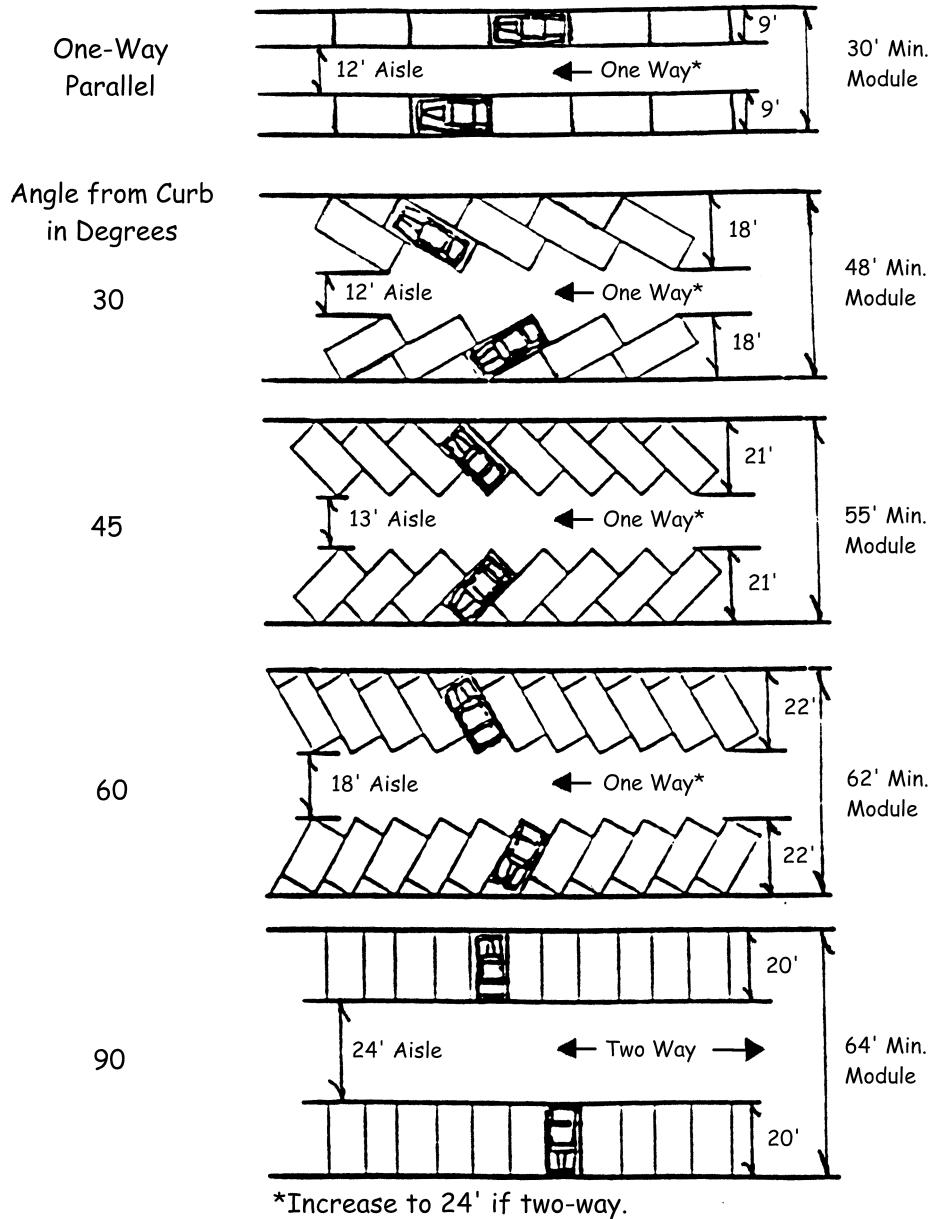 One-Way
Parallel
9'
12' Aisle
One Way*
30' Min.
Module
9'
Angle from Curb
in Degrees
18'
30
12' Aisle
One Way*
48' Min.
Module
18'
21'
45
13' Aisle
One Way*
55' Min.
Module
21'
22'
60
18' Aisle
One Way*
62' Min.
Module
22'
20'
90
24' Aisle
Two Way
64' Min.
Module
20'
*Increase to 24' if two-way.